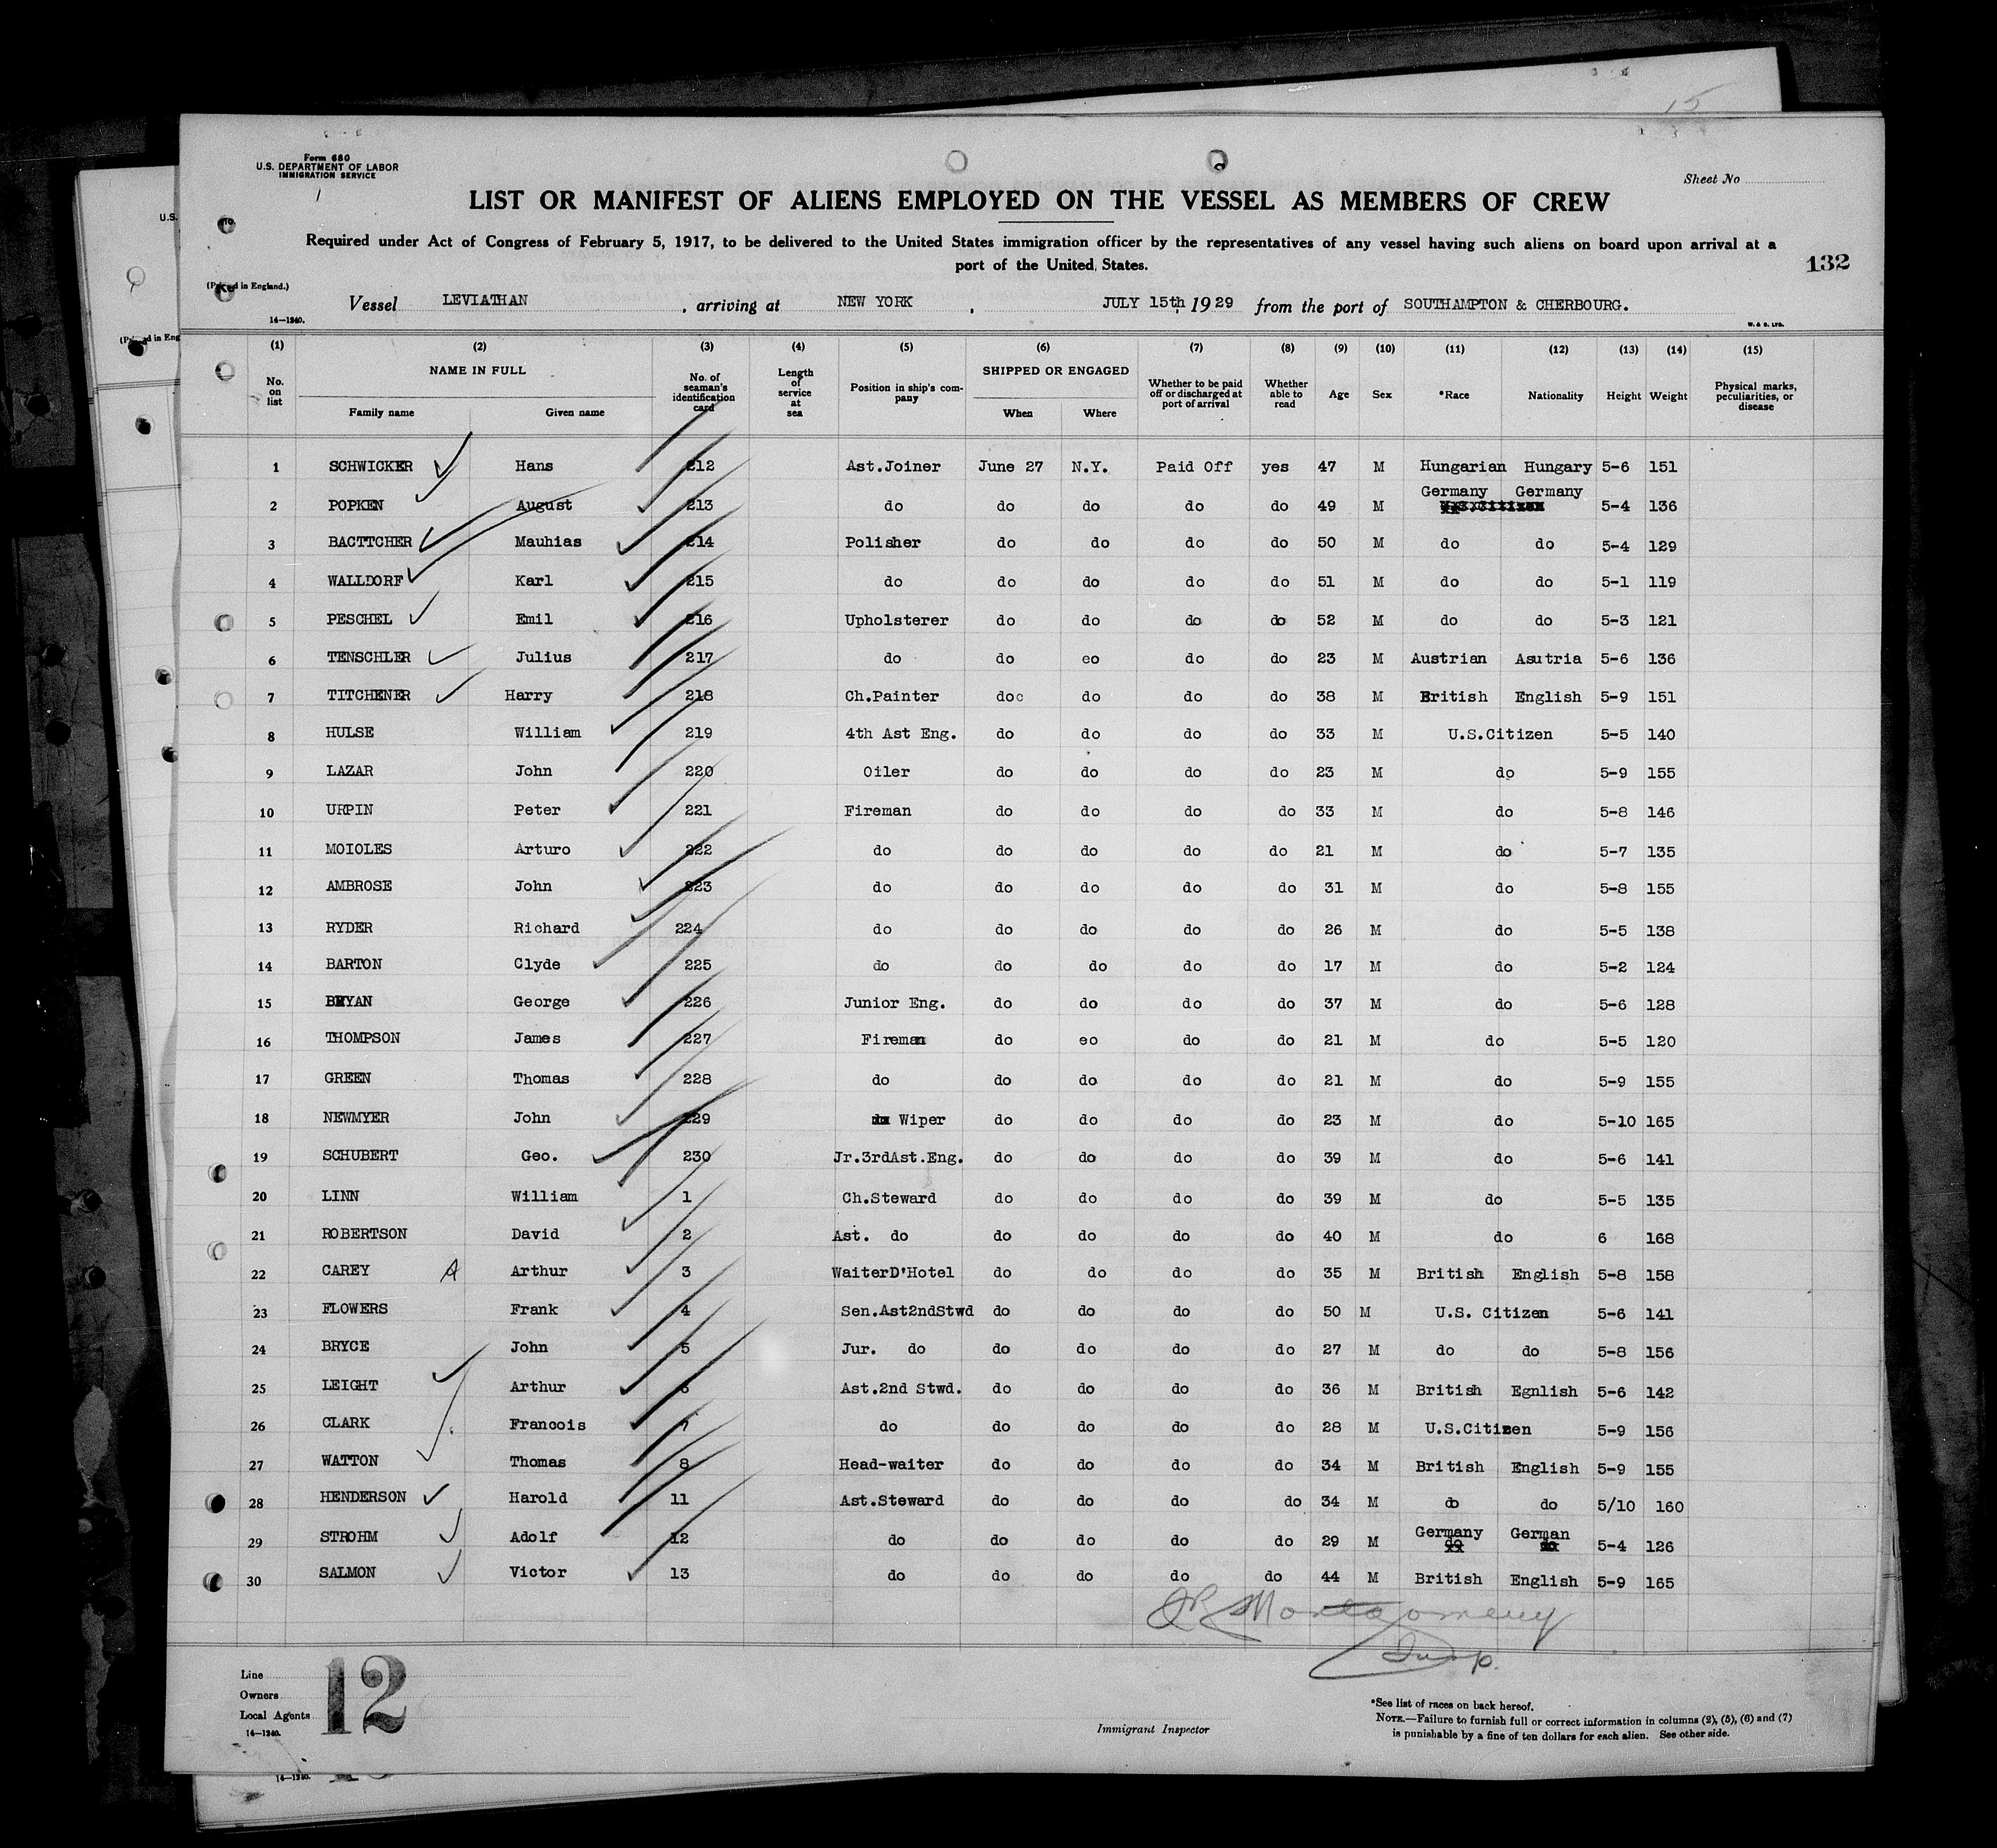 15
Form 680
U.S. DEPARTMENT OF LABOR
IMMIGRATION SERVICE
Sheet No
LIST OR MANIFEST OF ALIENS EMPLOYED ON THE VESSEL AS MEMBERS OF CREW
Required under Act of Congress of February 5, 1917, to be delivered to the United States immigration officer by the representatives of any vessel having such aliens on board upon arrival at a
port of the United States.
132
(Printed in England.)
Vessel LEVIATHAN , arriving at NEW YORK , JULY 15th, 1929 from the port of SOUTHAMPTON & CHERBOURG.
14—1240.
W. & S. LTD.
(1) (2) (3) (4) (5) (6) (7) (8) (9) (10) (11) (12) (13) (14) (15)
No. on list NAME IN FULL Family name Given name No. of seaman's identification card Length of service at sea Position in ship's company SHIPPED OR ENGAGED When Where Whether to be paid off or discharged at port of arrival Whether able to read Age Sex *Race Nationality Height Weight Physical marks, peculiarities, or disease
1 SCHWICKER Hans 212 Ast.Joiner June 27 N.Y. Paid Off yes 47 M Hungarian Hungary 5-6 151
2 POPKEN August 213 do do do do do 49 M Germany Germany U.S.Citizen 5-4 136
3 BACTTCHER Mauhias 214 Polisher do do do do 50 M do do 5-4 129
4 WALLDORF Karl 215 do do do do do 51 M do do 5-1 119
5 PESCHEL Emil 216 Upholsterer do do do do 52 M do do 5-3 121
6 TENSCHLER Julius 217 do do eo do do 23 M Austrian Asutria 5-6 136
7 TITCHENER Harry 218 Ch.Painter doc do do do 38 M British English 5-9 151
8 HULSE William 219 4th Ast Eng. do do do do 33 M U.S.Citizen 5-5 140
9 LAZAR John 220 Oiler do do do do 23 M do 5-9 155
10 URPIN Peter 221 Fireman do do do do 33 M do 5-8 146
11 MOIOLES Arturo 222 do do do do do 21 M do 5-7 135
12 AMBROSE John 223 do do do do do 31 M do 5-8 155
13 RYDER Richard 224 do do do do do 26 M do 5-5 138
14 BARTON Clyde 225 do do do do do 17 M do 5-2 124
15 BRYAN George 226 Junior Eng. do do do do 37 M do 5-6 128
16 THOMPSON James 227 Fireman do eo do do 21 M do 5-5 120
17 GREEN Thomas 228 do do do do do 21 M do 5-9 155
18 NEWMYER John 229 do Wiper do do do do 23 M do 5-10 165
19 SCHUBERT Geo. 230 Jr.3rdAst.Eng. do do do do 39 M do 5-6 141
20 LINN William 1 Ch.Steward do do do do 39 M do 5-5 135
21 ROBERTSON David 2 Ast. do do do do do 40 M do 6 168
22 CAREY A Arthur 3 WaiterD'Hotel do do do do 35 M British English 5-8 158
23 FLOWERS Frank 4 Sen.Ast2ndStwd do do do do 50 M U.S. Citizen 5-6 141
24 BRYCE John 5 Jur. do do do do do 27 M do do 5-8 156
25 LEIGHT Arthur 6 Ast.2nd Stwd. do do do do 36 M British Egnlish 5-6 142
26 CLARK Francois 7 do do do do do 28 M U.S.Citizen 5-9 156
27 WATTON Thomas 8 Head-waiter do do do do 34 M British English 5-9 155
28 HENDERSON Harold 11 Ast.Steward do do do do 34 M do do 5/10 160
29 STROHM Adolf 12 do do do do do 29 M Germany German do do 5-4 126
30 SALMON Victor 13 do do do do do 44 M British English 5-9 165
Montgomery
Insp.
Line
Owners
Local Agents
14—1240.
12
Immigrant Inspector
*See list of races on back hereof.
NOTE.—Failure to furnish full or correct information in columns (2), (5), (6) and (7)
is punishable by a fine of ten dollars for each alien. See other side.
14—1240.